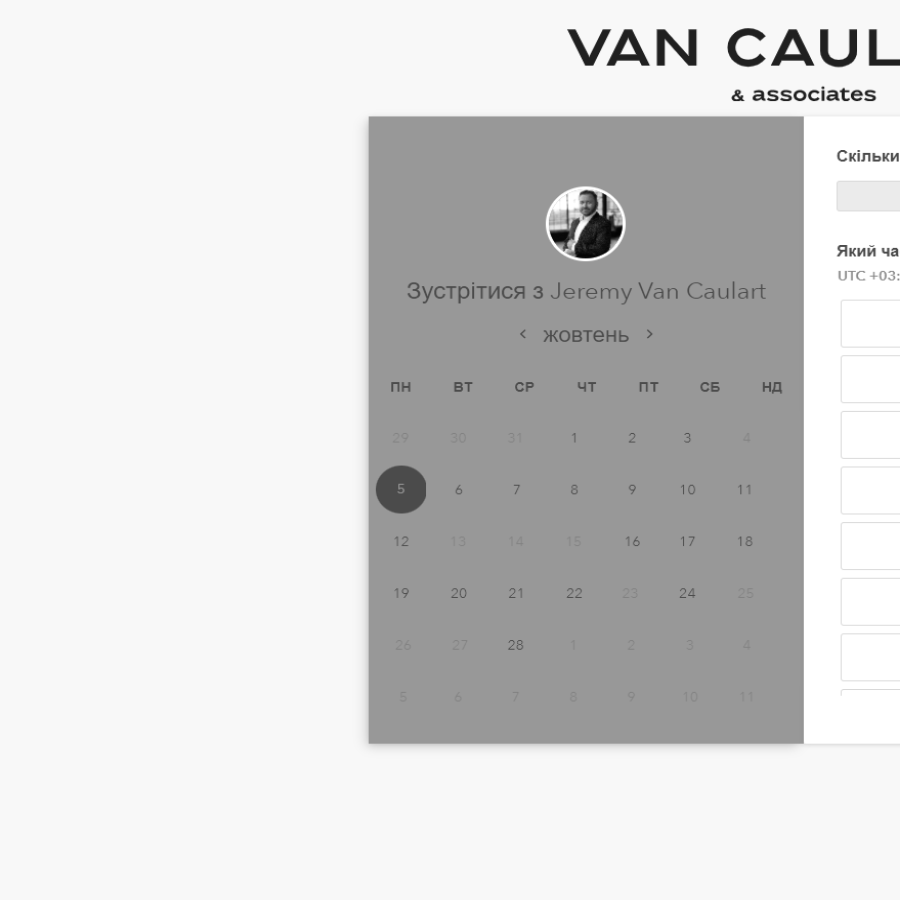 VAN CAUL
& associates
Скільки
Який ча
UTC +03:
Зустрітися з Jeremy Van Caulart
< жовтень >
ПН ВТ СР ЧТ ПТ СБ НД
29 30 31 1 2 3 4
5 6 7 8 9 10 11
12 13 14 15 16 17 18
19 20 21 22 23 24 25
26 27 28 1 2 3 4
5 6 7 8 9 10 11